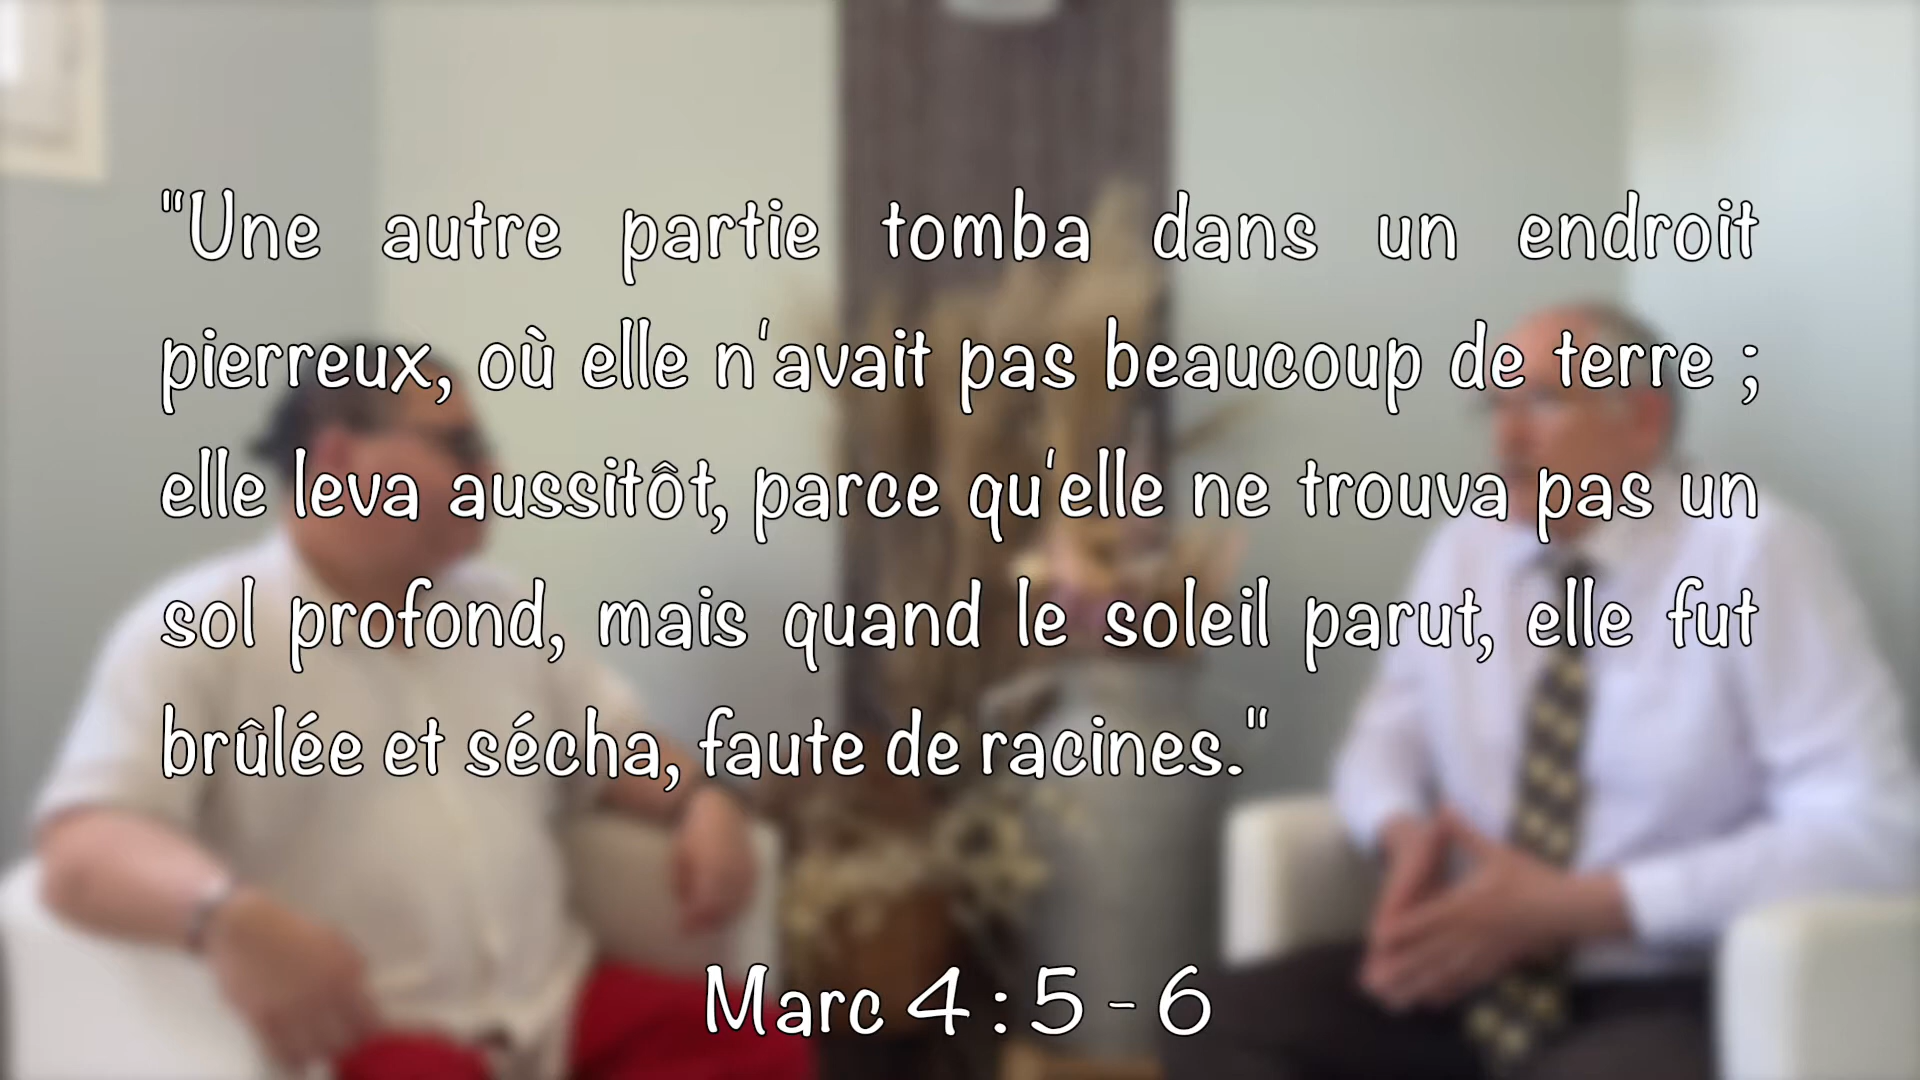 "Une autre partie tomba dans un endroit
pierreux, où elle n'avait pas beaucoup de terre ;
elle leva aussitôt, parce qu'elle ne trouva pas un
sol profond, mais quand le soleil parut, elle fut
brûlée et sécha, faute de racines."
Marc 4 : 5 - 6